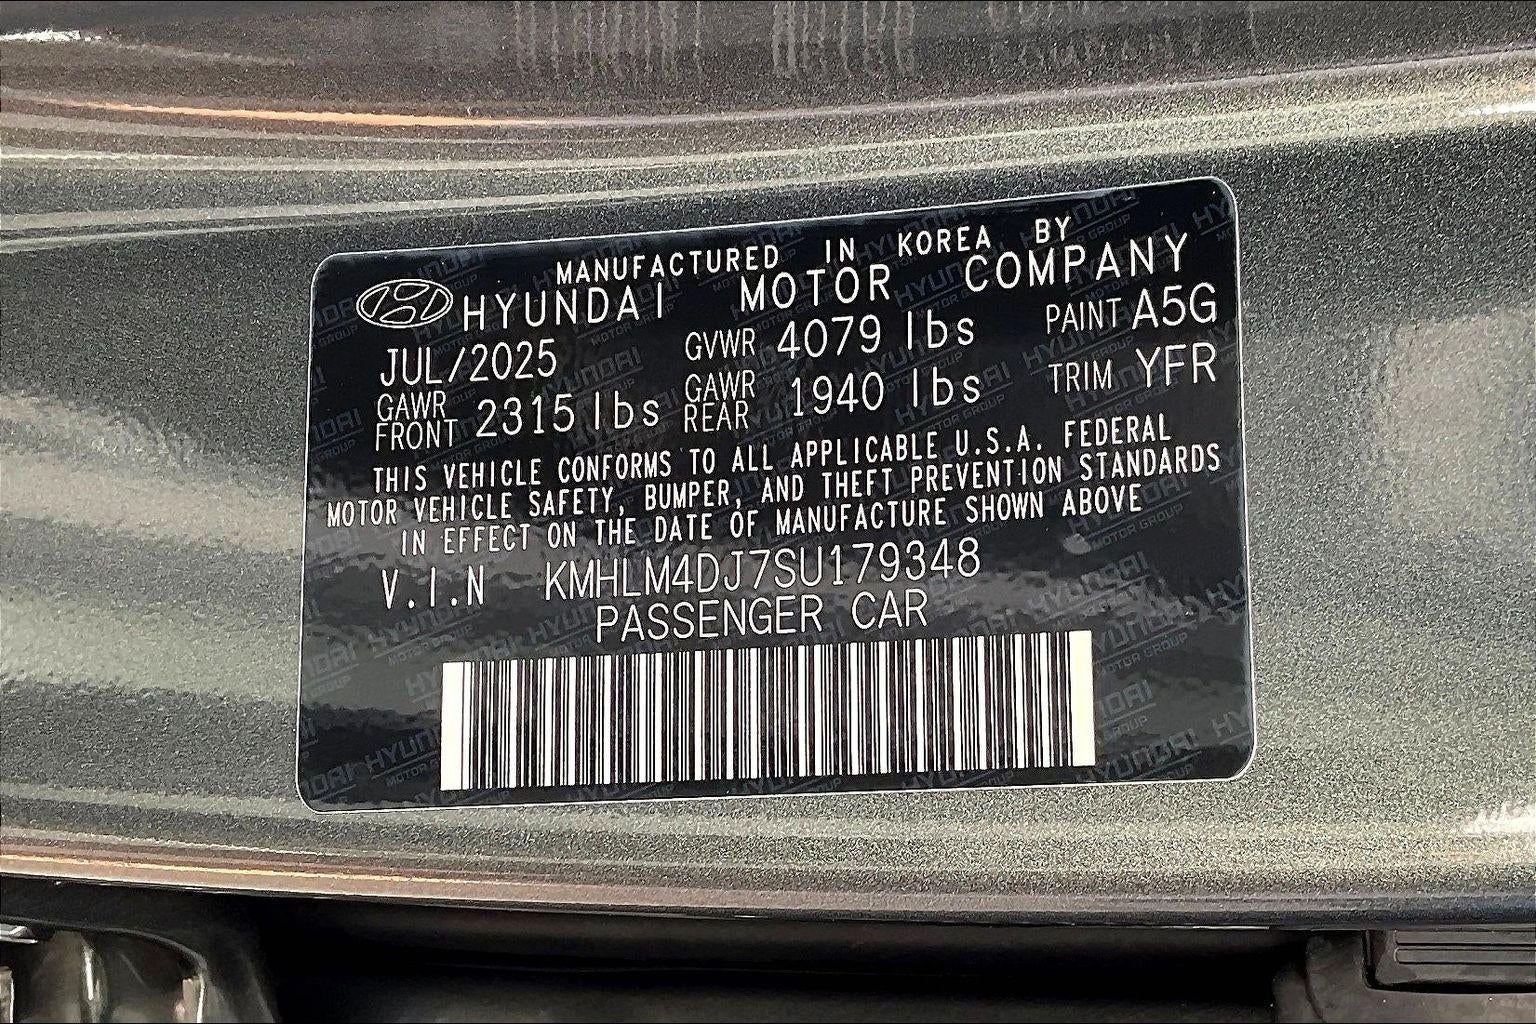 MANUFACTURED IN KOREA BY
HYUNDAI MOTOR COMPANY
JUL/2025 GVWR 4079 lbs PAINT A5G
GAWR FRONT 2315 lbs GAWR REAR 1940 lbs TRIM YFR
THIS VEHICLE CONFORMS TO ALL APPLICABLE U.S.A. FEDERAL
MOTOR VEHICLE SAFETY, BUMPER, AND THEFT PREVENTION STANDARDS
IN EFFECT ON THE DATE OF MANUFACTURE SHOWN ABOVE
V.I.N KMHLM4DJ7SU179348
PASSENGER CAR